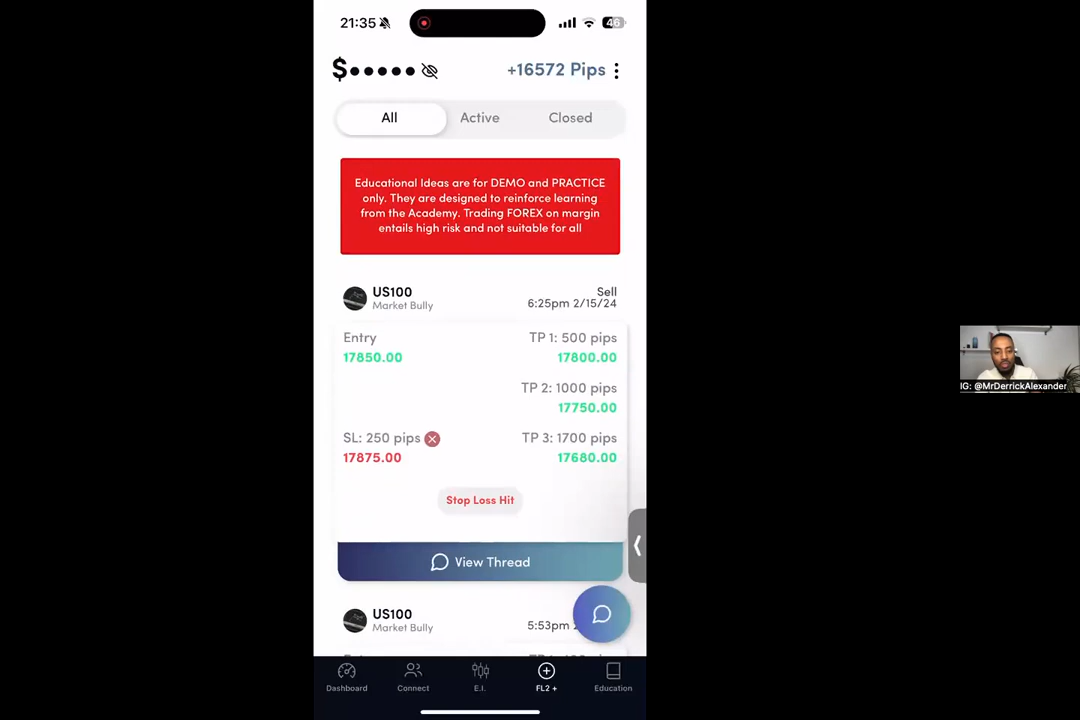 21:35
46
$●●●●●
+16572 Pips
All
Active
Closed
Educational Ideas are for DEMO and PRACTICE
only. They are designed to reinforce learning
from the Academy. Trading FOREX on margin
entails high risk and not suitable for all
US100
Sell
Market Bully
6:25pm 2/15/24
Entry
TP 1: 500 pips
17850.00
17800.00
TP 2: 1000 pips
17750.00
SL: 250 pips
TP 3: 1700 pips
17875.00
17680.00
Stop Loss Hit
View Thread
US100
Market Bully
5:53pm
Dashboard
Connect
E.I.
FL2 +
Education
IG: @MrDerrickAlexander